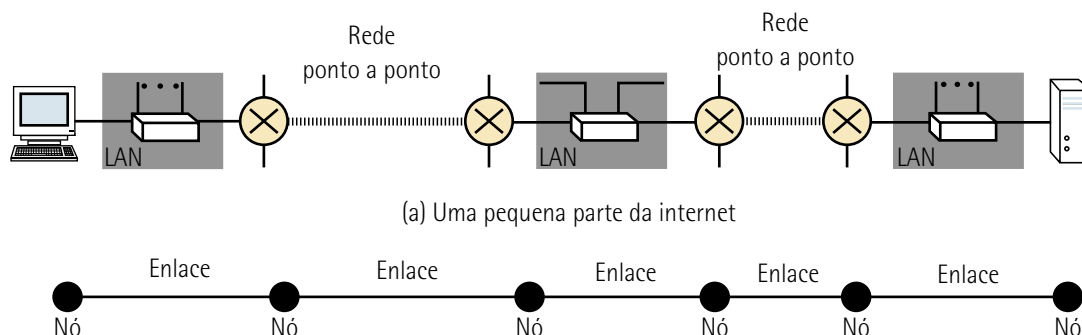 Rede
ponto a ponto
Rede
ponto a ponto
LAN
LAN
LAN
(a) Uma pequena parte da internet
Enlace
Enlace
Enlace
Enlace
Enlace
Nó
Nó
Nó
Nó
Nó
Nó